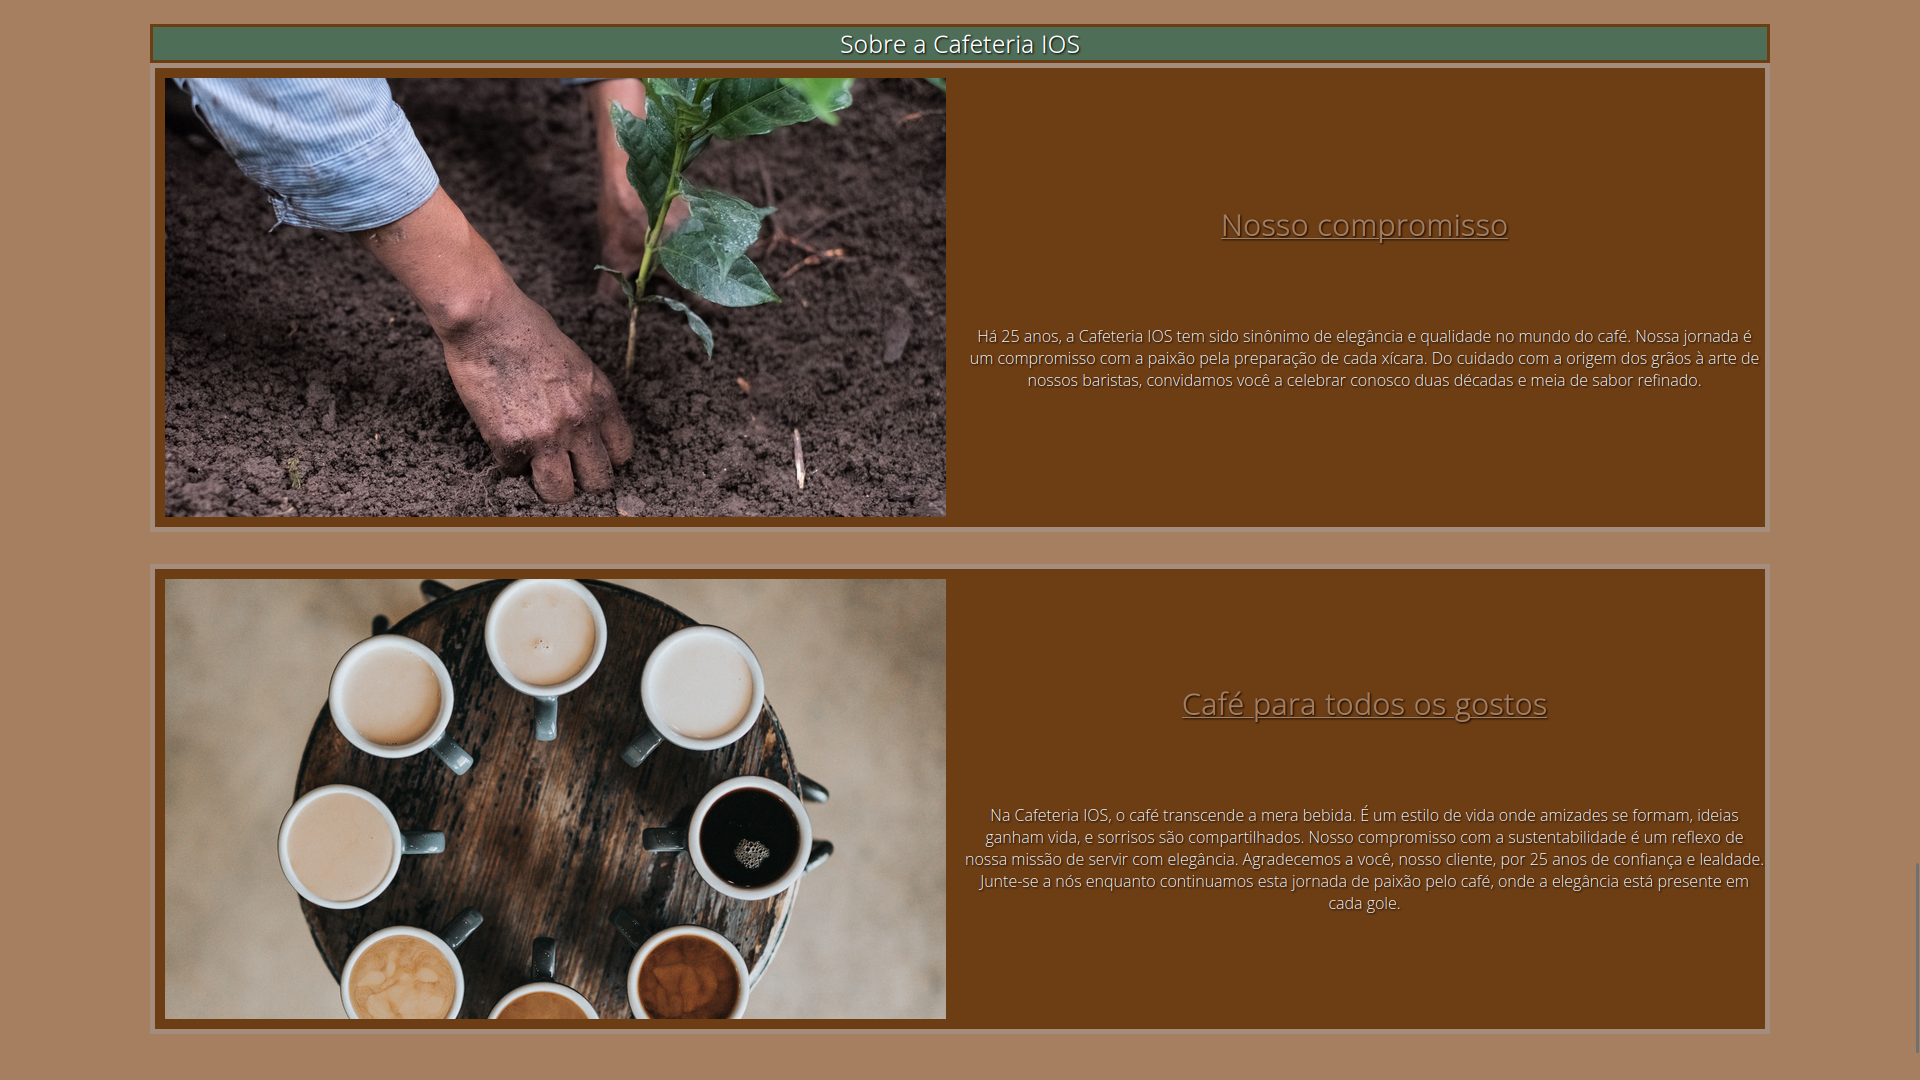 Sobre a Cafeteria IOS
Nosso compromisso
Há 25 anos, a Cafeteria IOS tem sido sinônimo de elegância e qualidade no mundo do café. Nossa jornada é
um compromisso com a paixão pela preparação de cada xícara. Do cuidado com a origem dos grãos à arte de
nossos baristas, convidamos você a celebrar conosco duas décadas e meia de sabor refinado.
Café para todos os gostos
Na Cafeteria IOS, o café transcende a mera bebida. É um estilo de vida onde amizades se formam, ideias
ganham vida, e sorrisos são compartilhados. Nosso compromisso com a sustentabilidade é um reflexo de
nossa missão de servir com elegância. Agradecemos a você, nosso cliente, por 25 anos de confiança e lealdade.
Junte-se a nós enquanto continuamos esta jornada de paixão pelo café, onde a elegância está presente em
cada gole.